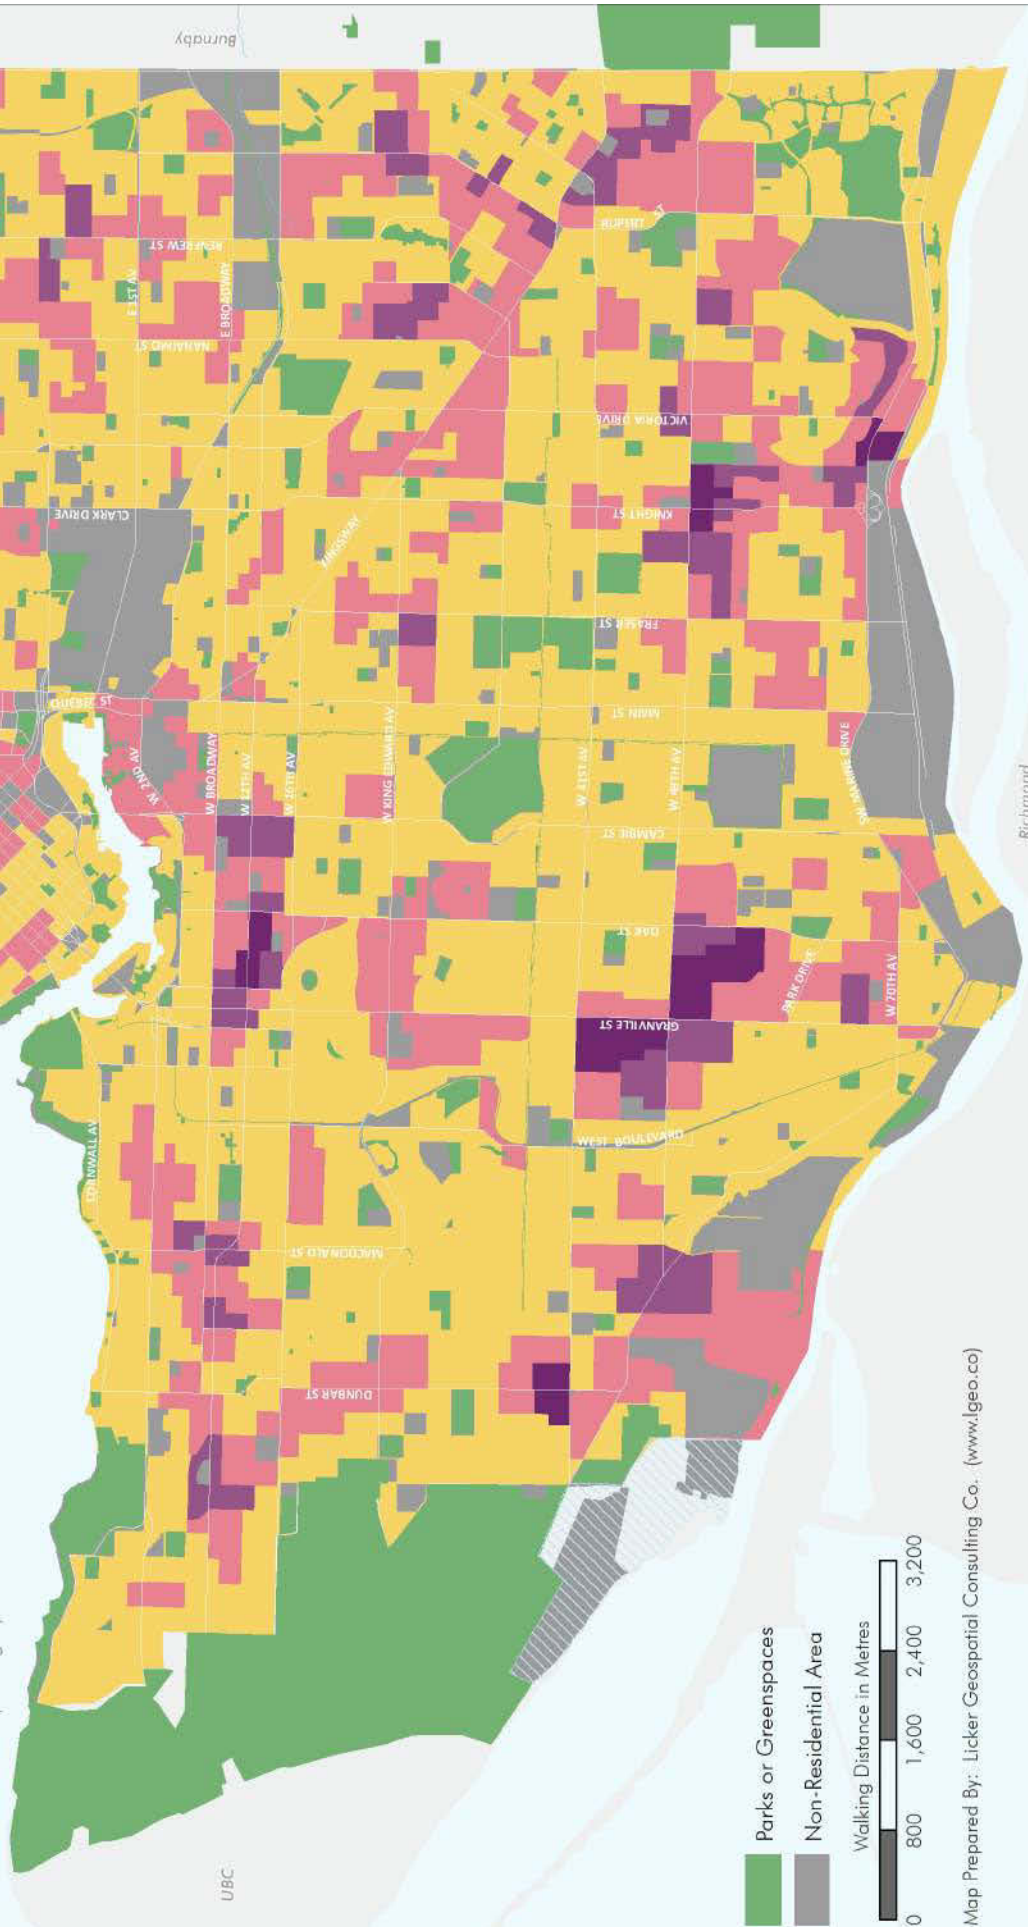 Burnaby
RENFREW ST
RUPERT ST
E 1ST AV
E BROADWAY
NANAIMO ST
VICTORIA DRIVE
CLARK DRIVE
KINGSWAY
KNIGHT ST
FRASER ST
QUEBEC ST
MAIN ST
W 2ND AV
W BROADWAY
W 12TH AV
W 16TH AV
W KING EDWARD AV
W 41ST AV
W 49TH AV
SW MARINE DRIVE
CAMBIE ST
Richmond
OAK ST
PARK DRIVE
W 70TH AV
GRANVILLE ST
CORNWALL AV
WEST BOULEVARD
MACDONALD ST
DUNBAR ST
UBC
Parks or Greenspaces
Non-Residential Area
Walking Distance in Metres
0 800 1,600 2,400 3,200
Map Prepared By: Licker Geospatial Consulting Co. (www.lgeo.co)